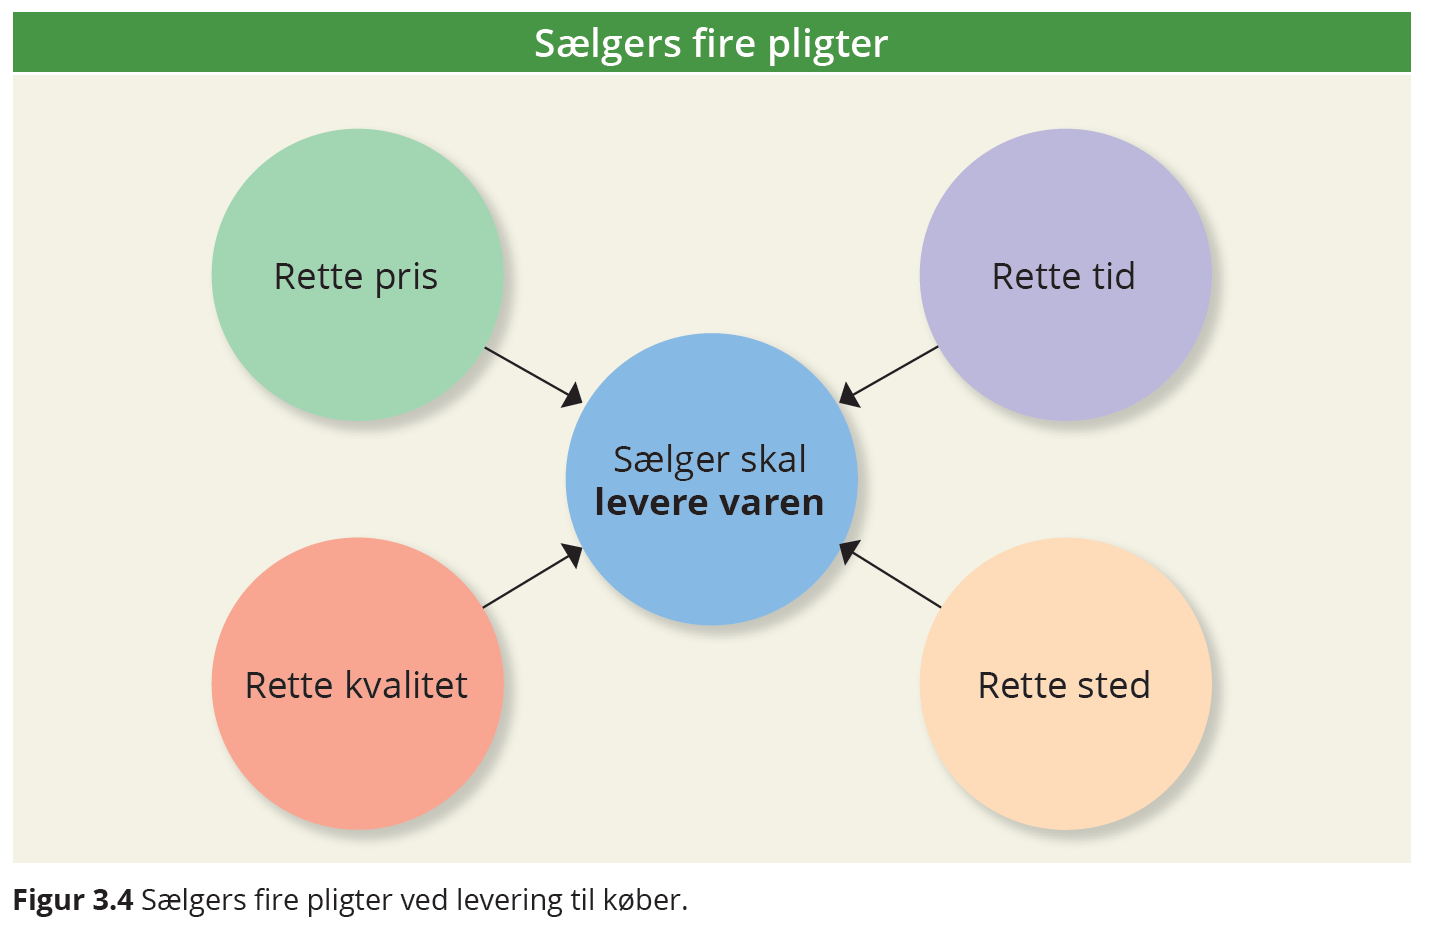 Sælgers fire pligter
Rette pris
Rette tid
Sælger skal
levere varen
Rette kvalitet
Rette sted
Figur 3.4 Sælgers fire pligter ved levering til køber.